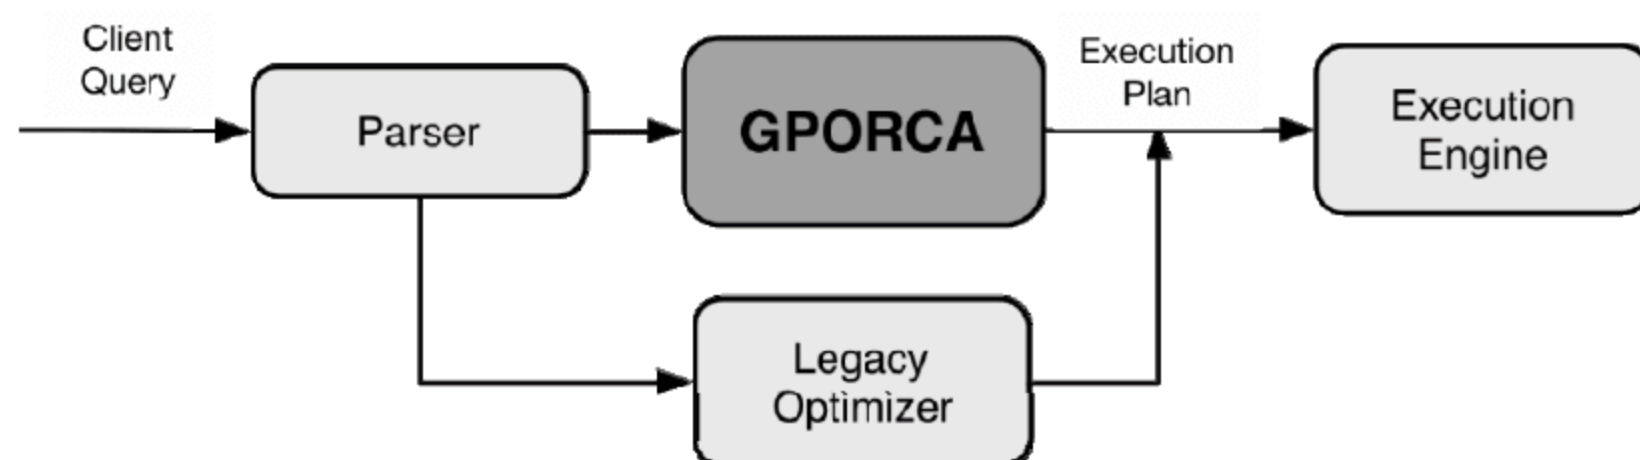 Client
Query
Parser
GPORCA
Execution
Plan
Execution
Engine
Legacy
Optimizer